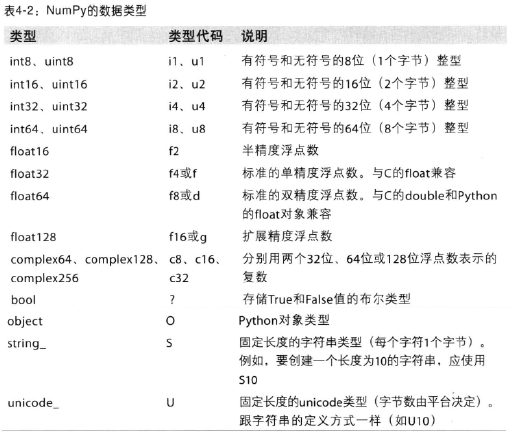 表4-2：NumPy的数据类型
类型 类型代码 说明
int8、uint8 i1、u1 有符号和无符号的8位（1个字节）整型
int16、uint16 i2、u2 有符号和无符号的16位（2个字节）整型
int32、uint32 i4、u4 有符号和无符号的32位（4个字节）整型
int64、uint64 i8、u8 有符号和无符号的64位（8个字节）整型
float16 f2 半精度浮点数
float32 f4或f 标准的单精度浮点数。与C的float兼容
float64 f8或d 标准的双精度浮点数。与C的double和Python
的float对象兼容
float128 f16或g 扩展精度浮点数
complex64、complex128、 c8、c16、 分别用两个32位、64位或128位浮点数表示的
complex256 c32 复数
bool ? 存储True和False值的布尔类型
object O Python对象类型
string_ S 固定长度的字符串类型（每个字符1个字节）。
例如，要创建一个长度为10的字符串，应使用
S10
unicode_ U 固定长度的unicode类型（字节数由平台决定）。
跟字符串的定义方式一样（如U10）